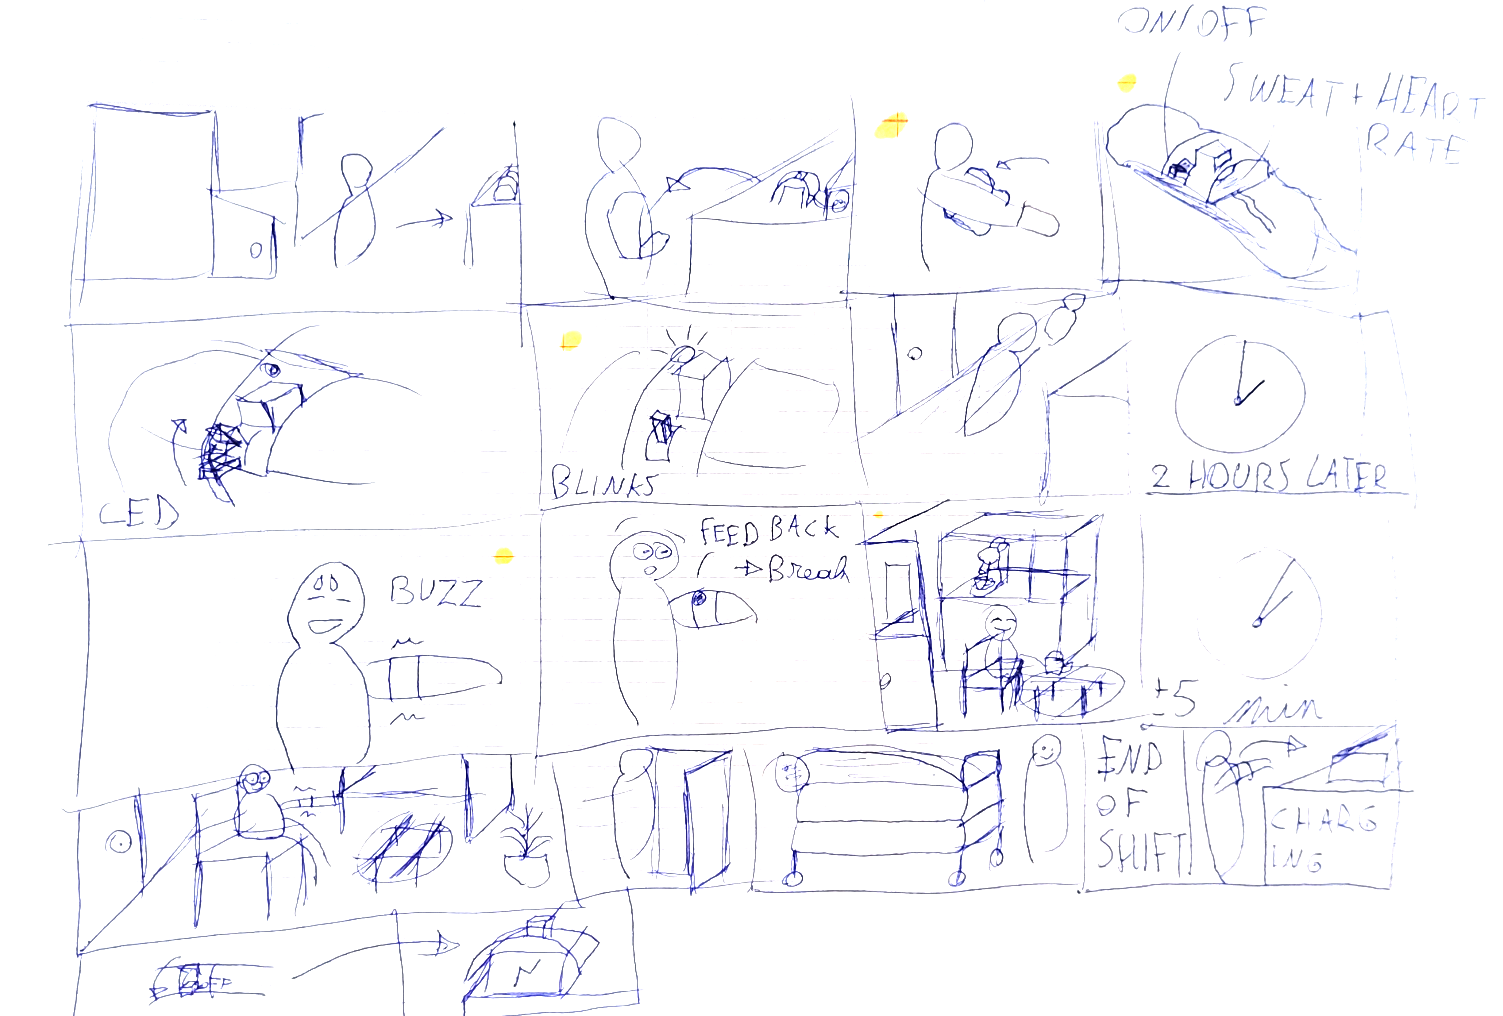 ON/OFF
SWEAT + HEART
RATE
LED
BLINKS
2 HOURS LATER
BUZZ
FEEDBACK
→ Break
± 5 min
END
OF
SHIFT
CHARG
ING
OFF